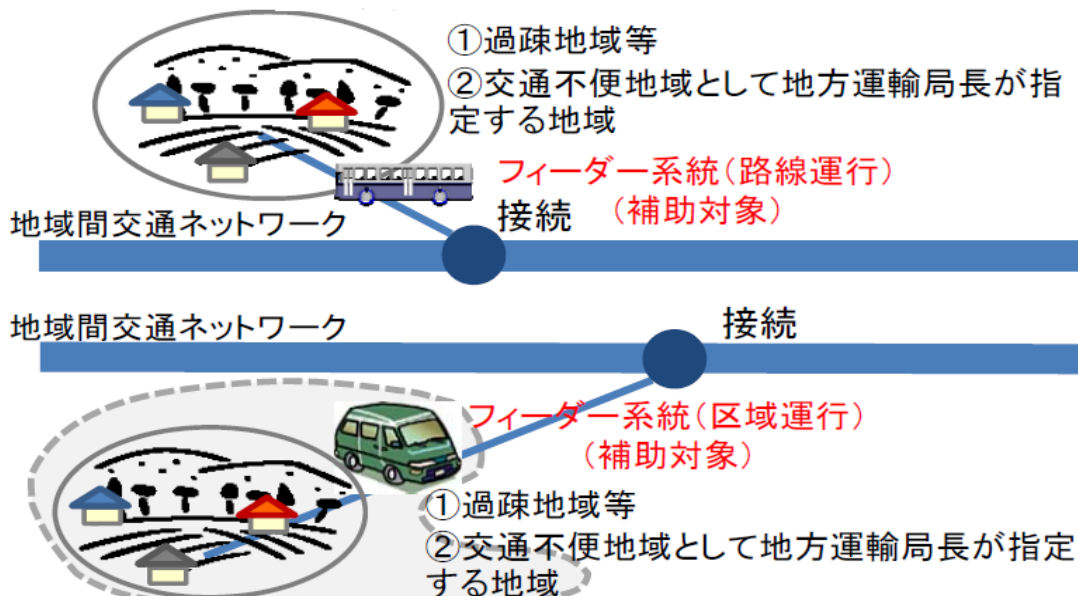 ①過疎地域等
②交通不便地域として地方運輸局長が指
定する地域
フィーダー系統(路線運行)
(補助対象)
接続
地域間交通ネットワーク
地域間交通ネットワーク
接続
フィーダー系統(区域運行)
(補助対象)
①過疎地域等
②交通不便地域として地方運輸局長が指定
する地域